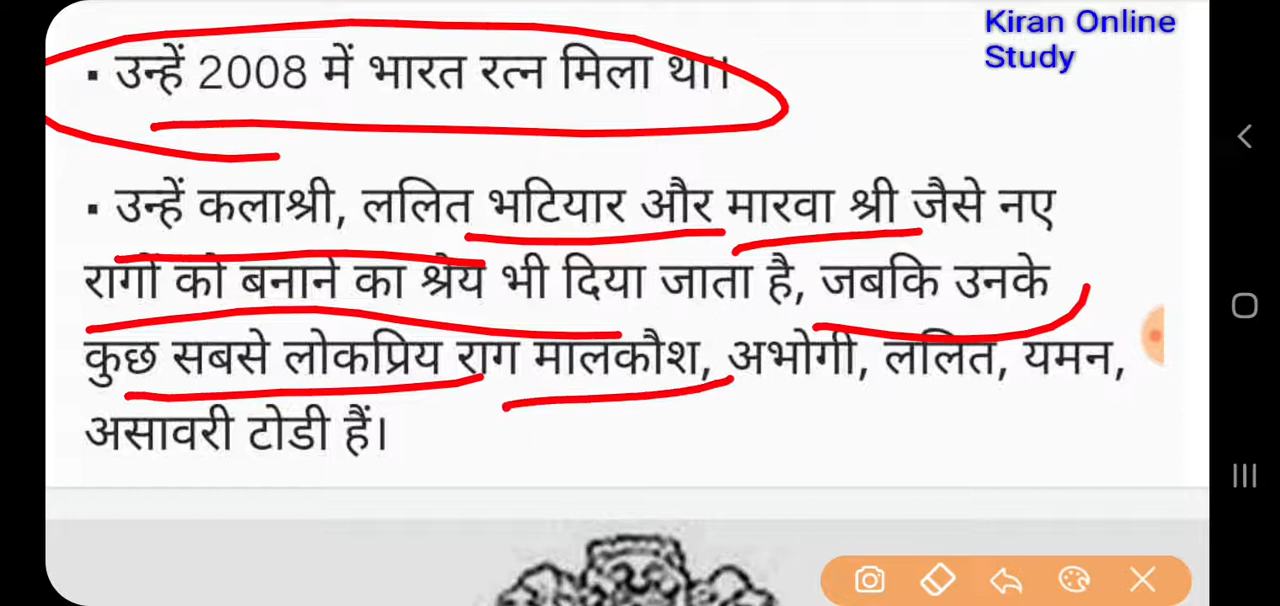 Kiran Online
Study
▪ उन्हें 2008 में भारत रत्न मिला था।
▪ उन्हें कलाश्री, ललित भटियार और मारवा श्री जैसे नए
रागों को बनाने का श्रेय भी दिया जाता है, जबकि उनके
कुछ सबसे लोकप्रिय राग मालकौश, अभोगी, ललित, यमन,
असावरी टोडी हैं।